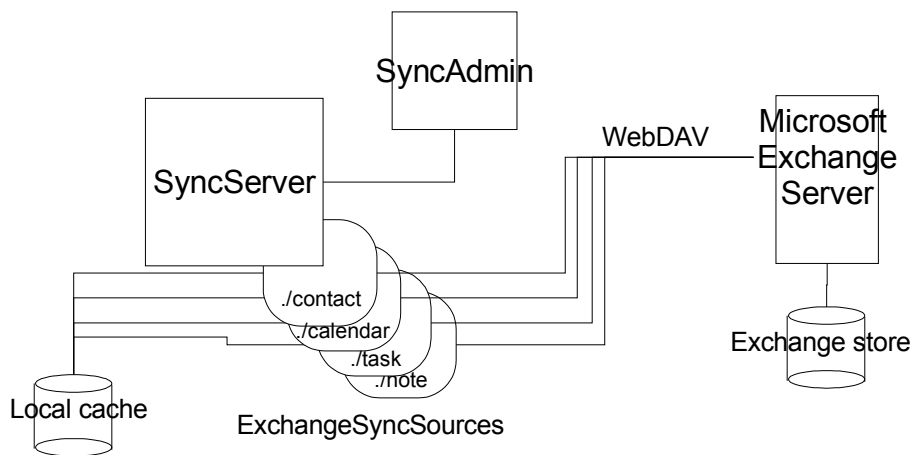 SyncAdmin
SyncServer
WebDAV
Microsoft
Exchange
Server
./contact
./calendar
./task
./note
Exchange store
Local cache
ExchangeSyncSources